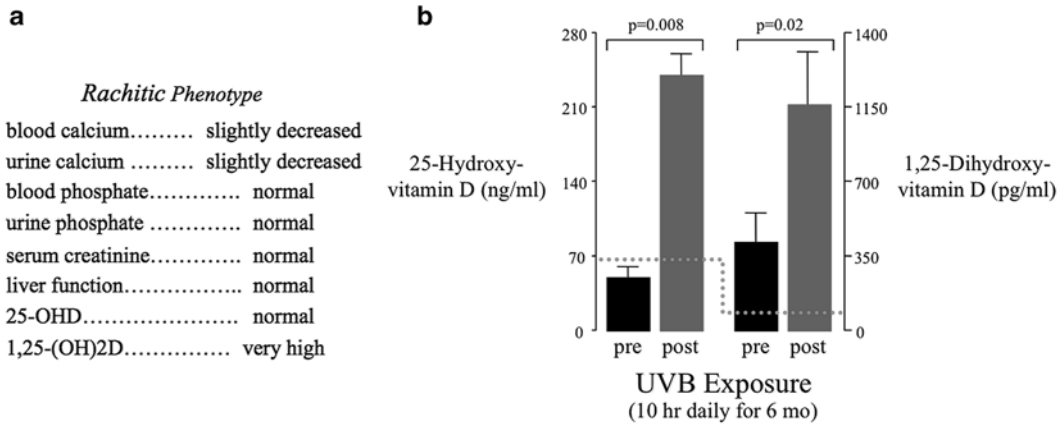 a
Rachitic Phenotype
blood calcium......... slightly decreased
urine calcium ......... slightly decreased
blood phosphate............. normal
urine phosphate ............. normal
serum creatinine............. normal
liver function.................. normal
25-OHD...................... normal
1,25-(OH)2D............... very high
b
p=0.008 p=0.02
280 1400
210 1150
140 700
70 350
0 0
25-Hydroxy-
vitamin D (ng/ml)
1,25-Dihydroxy-
vitamin D (pg/ml)
pre post pre post
UVB Exposure
(10 hr daily for 6 mo)